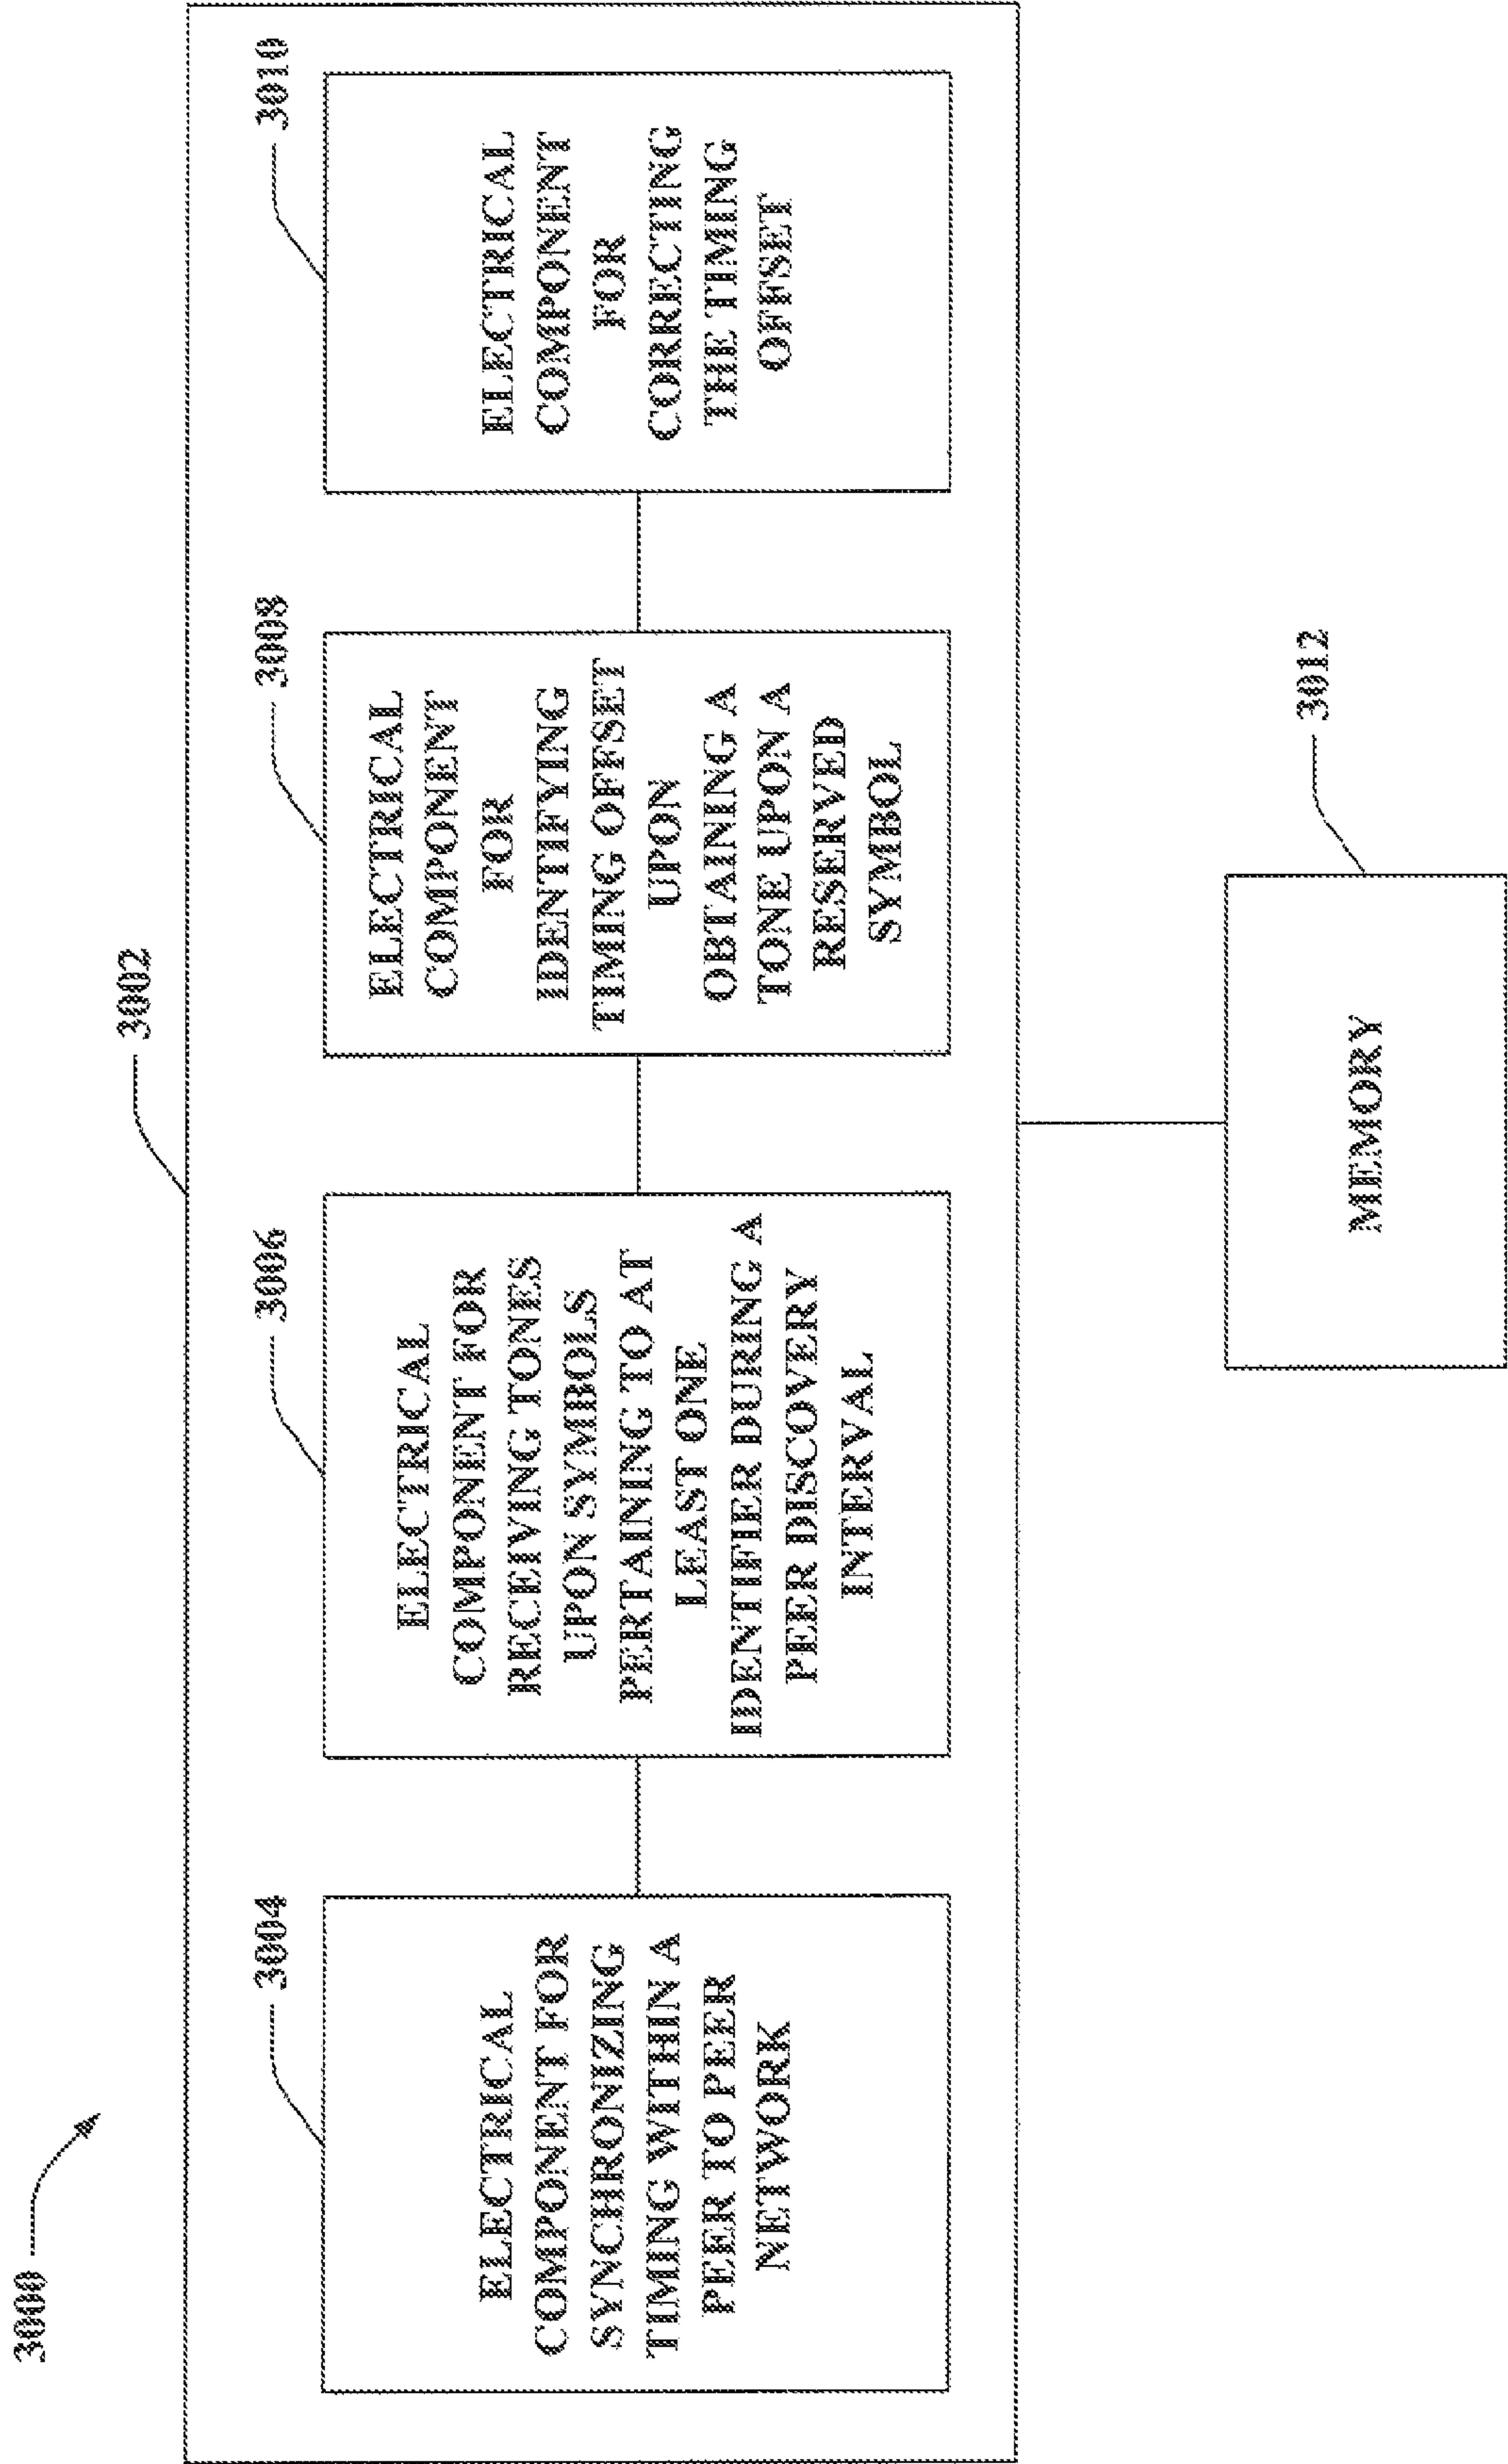 3000
3002
3004
ELECTRICAL
COMPONENT FOR
SYNCHRONIZING
TIMING WITHIN A
PEER TO PEER
NETWORK
3006
ELECTRICAL
COMPONENT FOR
RECEIVING TONES
UPON SYMBOLS
PERTAINING TO AT
LEAST ONE
IDENTIFIER DURING A
PEER DISCOVERY
INTERVAL
3008
ELECTRICAL
COMPONENT
FOR
IDENTIFYING
TIMING OFFSET
UPON
OBTAINING A
TONE UPON A
RESERVED
SYMBOL
3010
ELECTRICAL
COMPONENT
FOR
CORRECTING
THE TIMING
OFFSET
3012
MEMORY